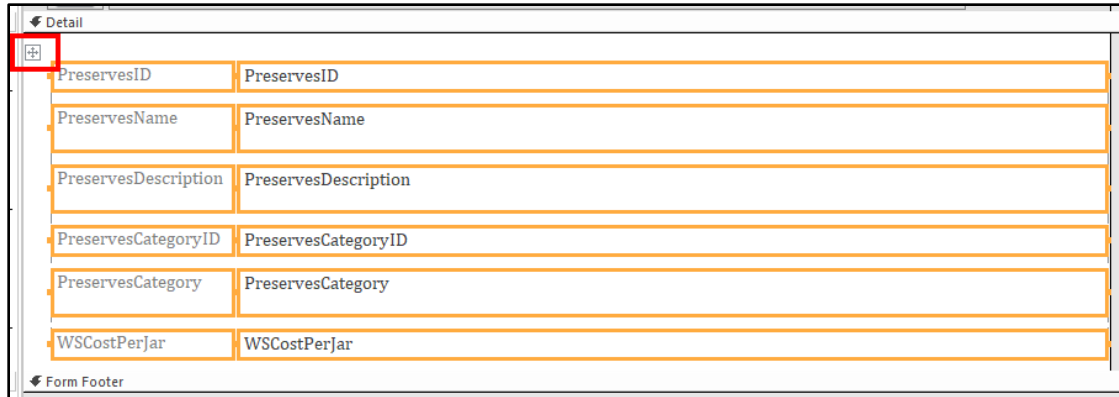 Detail
PreservesID PreservesID
PreservesName PreservesName
PreservesDescription PreservesDescription
PreservesCategoryID PreservesCategoryID
PreservesCategory PreservesCategory
WSCostPerJar WSCostPerJar
Form Footer